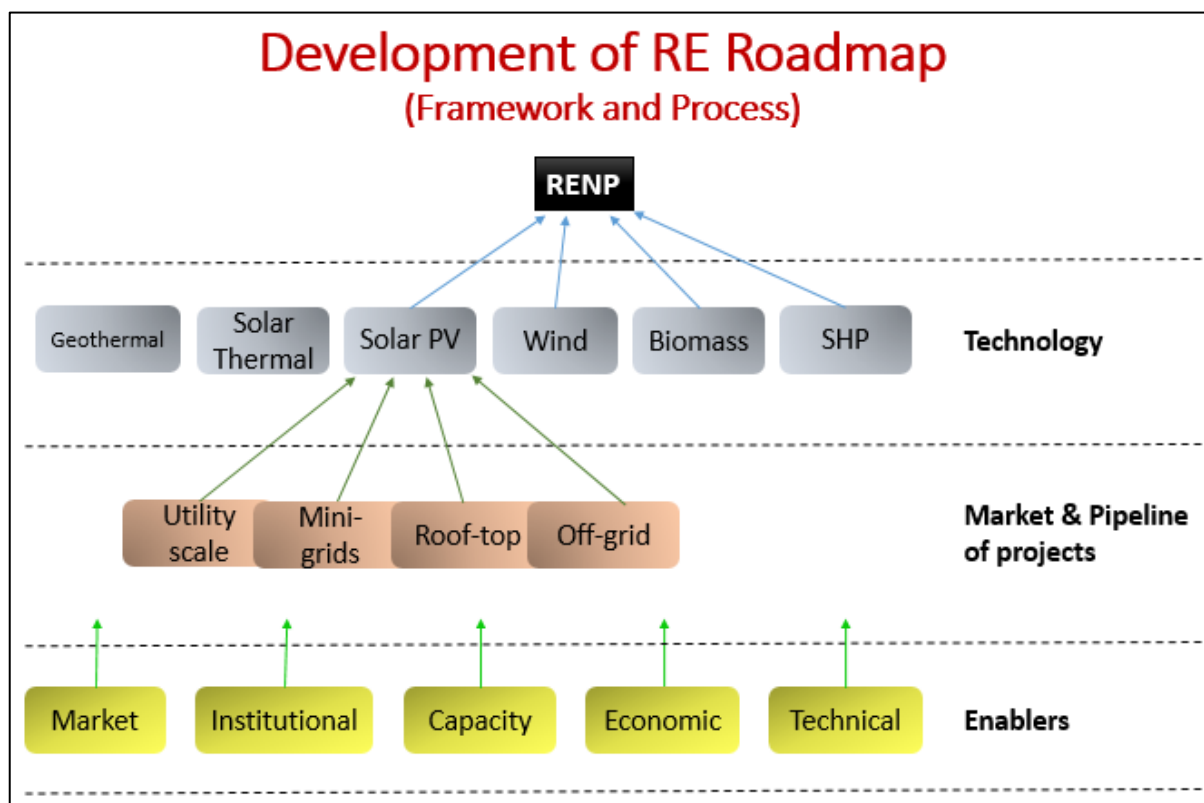 Development of RE Roadmap
(Framework and Process)
RENP
Geothermal
Solar
Thermal
Solar PV
Wind
Biomass
SHP
Technology
Utility
scale
Mini-
grids
Roof-top
Off-grid
Market & Pipeline
of projects
Market
Institutional
Capacity
Economic
Technical
Enablers